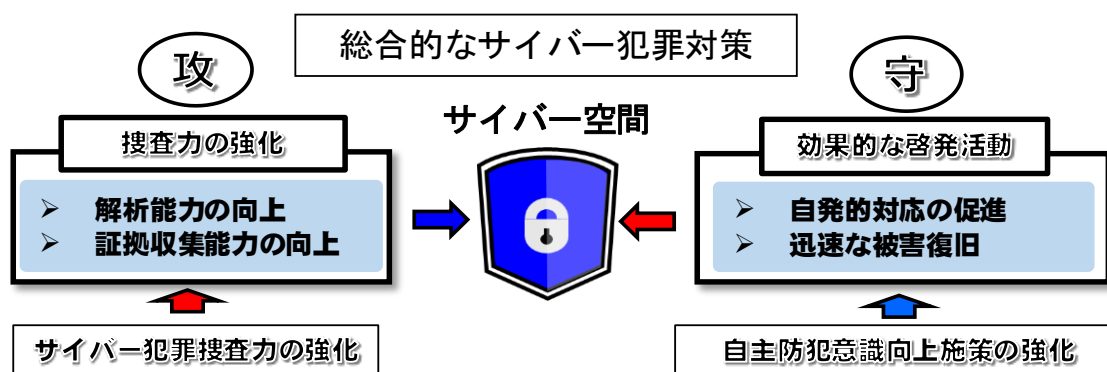 総合的なサイバー犯罪対策
攻
捜査力の強化
➢ 解析能力の向上
➢ 証拠収集能力の向上
サイバー犯罪捜査力の強化
サイバー空間
守
効果的な啓発活動
➢ 自発的対応の促進
➢ 迅速な被害復旧
自主防犯意識向上施策の強化